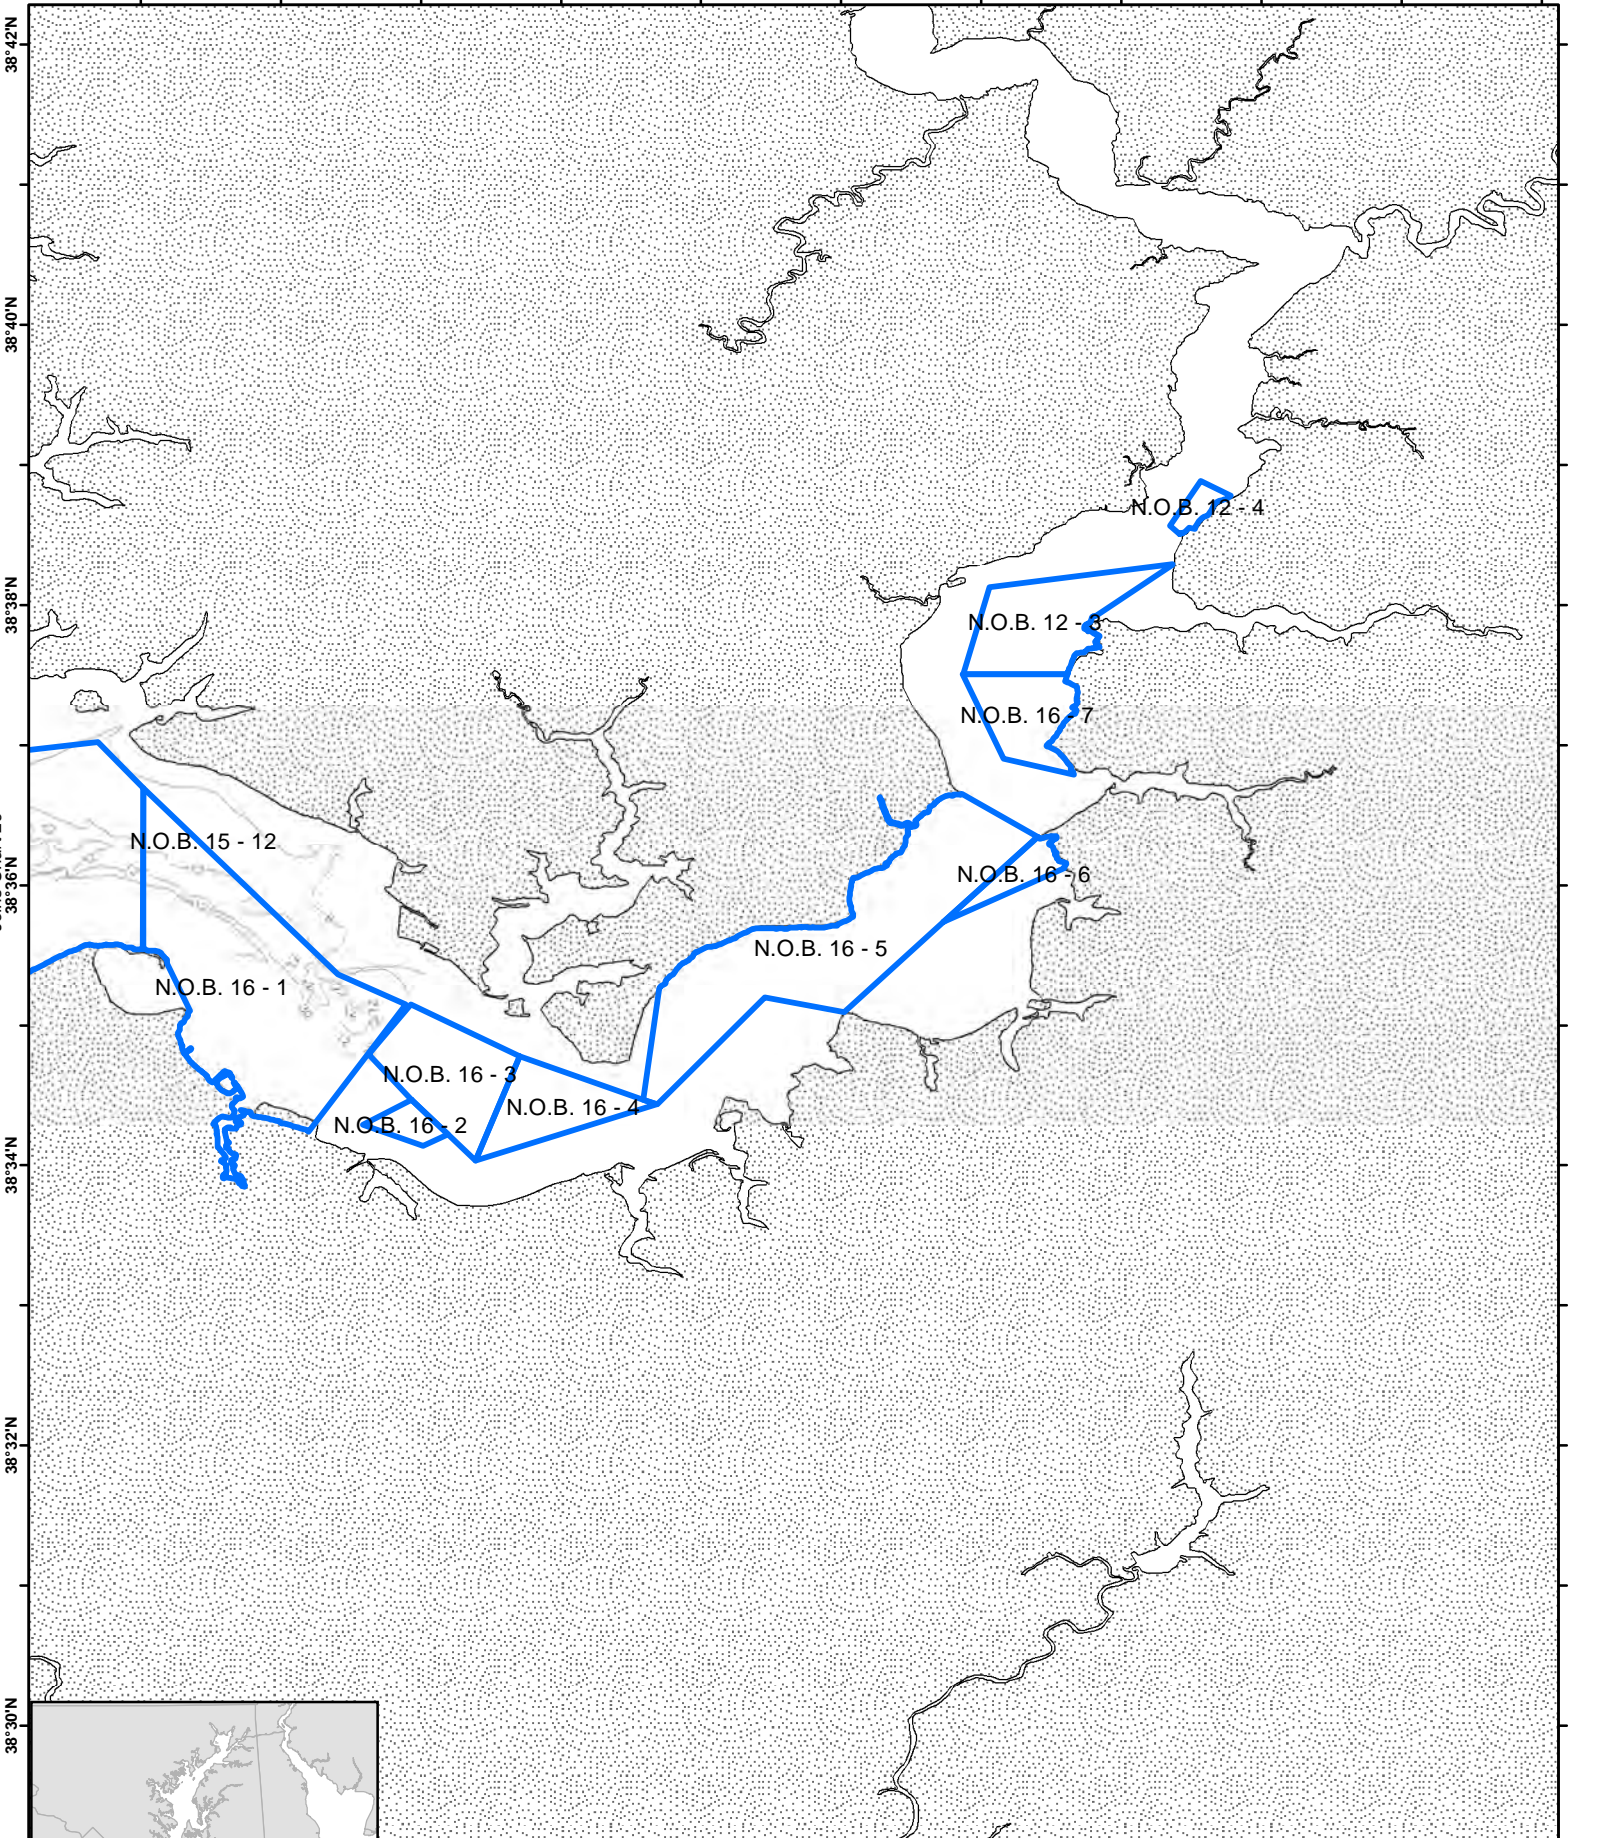 38°42'N
38°40'N
N.O.B. 12 - 4
38°38'N
N.O.B. 12 - 3
N.O.B. 16 - 7
N.O.B. 15 - 12
38°36'N
N.O.B. 16 - 6
N.O.B. 16 - 5
N.O.B. 16 - 1
N.O.B. 16 - 3
N.O.B. 16 - 4
N.O.B. 16 - 2
38°34'N
38°32'N
38°30'N